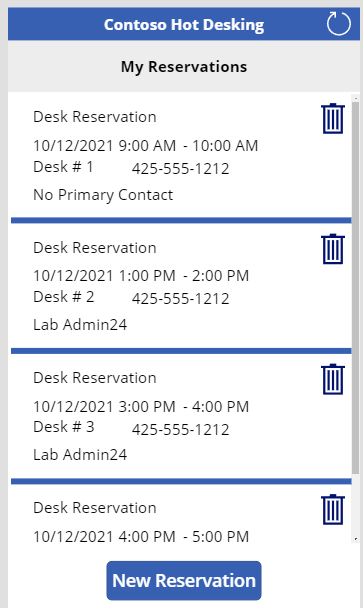 Contoso Hot Desking
My Reservations
Desk Reservation
10/12/2021 9:00 AM - 10:00 AM
Desk # 1 425-555-1212
No Primary Contact
Desk Reservation
10/12/2021 1:00 PM - 2:00 PM
Desk # 2 425-555-1212
Lab Admin24
Desk Reservation
10/12/2021 3:00 PM - 4:00 PM
Desk # 3 425-555-1212
Lab Admin24
Desk Reservation
10/12/2021 4:00 PM - 5:00 PM
New Reservation